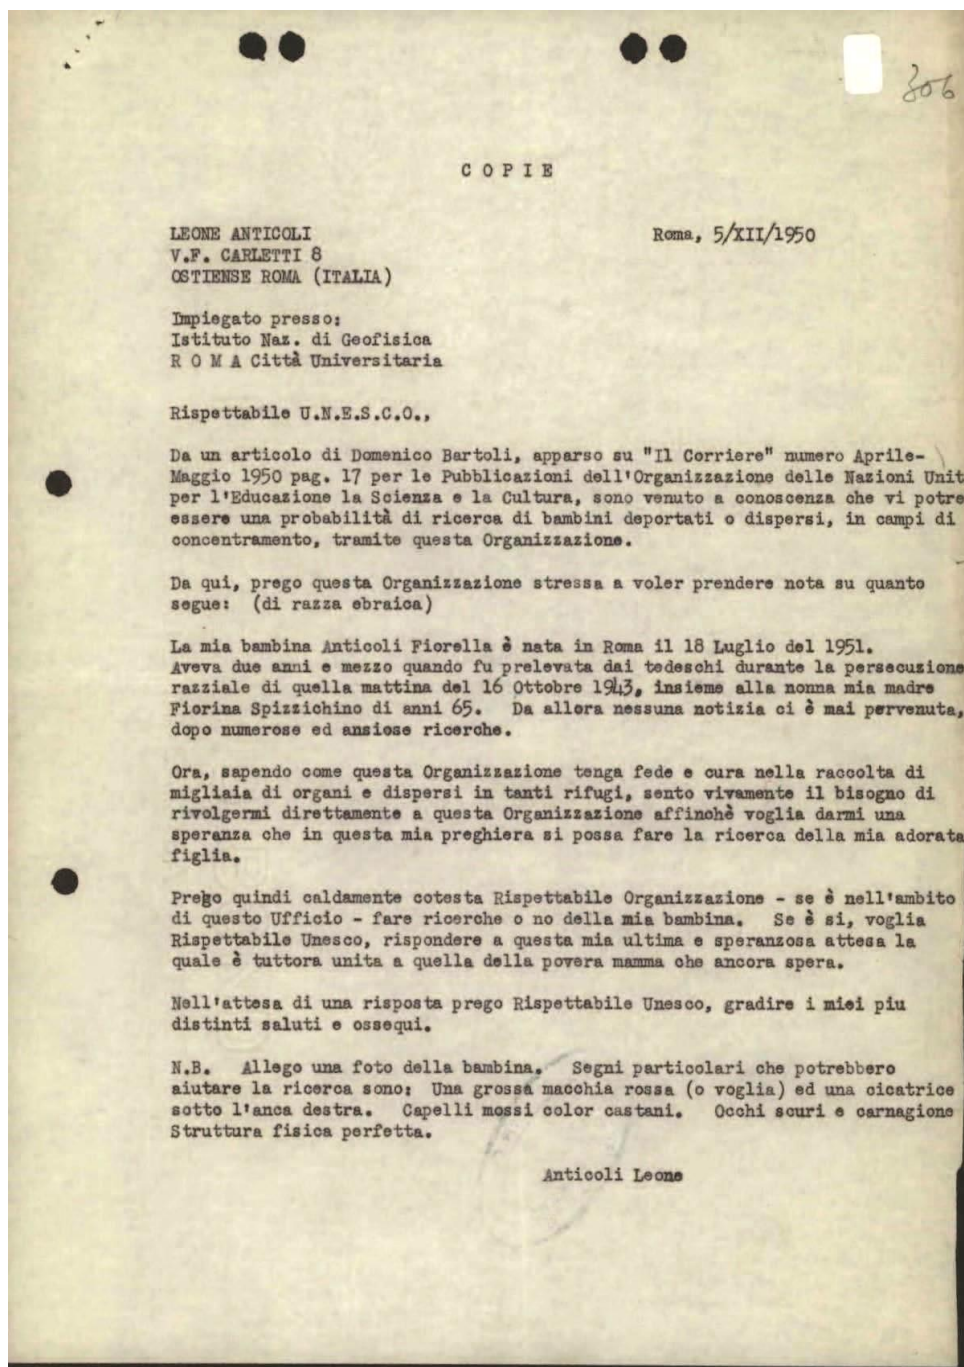 306
C O P I E
LEONE ANTICOLI
Roma, 5/XII/1950
V.F. CARLETTI 8
OSTIENSE ROMA (ITALIA)
Impiegato presso:
Istituto Naz. di Geofisica
R O M A Città Universitaria
Rispettabile U.N.E.S.C.O.,
Da un articolo di Domenico Bartoli, apparso su "Il Corriere" numero Aprile-
Maggio 1950 pag. 17 per le Pubblicazioni dell'Organizzazione delle Nazioni Unit
per l'Educazione la Scienza e la Cultura, sono venuto a conoscenza che vi potre
essere una probabilità di ricerca di bambini deportati o dispersi, in campi di
concentramento, tramite questa Organizzazione.
Da qui, prego questa Organizzazione stressa a voler prendere nota su quanto
segue: (di razza ebraica)
La mia bambina Anticoli Fiorella è nata in Roma il 18 Luglio del 1951.
Aveva due anni e mezzo quando fu prelevata dai tedeschi durante la persecuzione
razziale di quella mattina del 16 Ottobre 1943, insieme alla nonna mia madre
Fiorina Spizzichino di anni 65. Da allora nessuna notizia ci è mai pervenuta,
dopo numerose ed ansiose ricerche.
Ora, sapendo come questa Organizzazione tenga fede e cura nella raccolta di
migliaia di organi e dispersi in tanti rifugi, sento vivamente il bisogno di
rivolgermi direttamente a questa Organizzazione affinchè voglia darmi una
speranza che in questa mia preghiera si possa fare la ricerca della mia adorata
figlia.
Prego quindi caldamente cotesta Rispettabile Organizzazione - se è nell'ambito
di questo Ufficio - fare ricerche o no della mia bambina. Se è si, voglia
Rispettabile Unesco, rispondere a questa mia ultima e speranzosa attesa la
quale è tuttora unita a quella della povera mamma che ancora spera.
Nell'attesa di una risposta prego Rispettabile Unesco, gradire i miei piu
distinti saluti e ossequi.
N.B. Allego una foto della bambina. Segni particolari che potrebbero
aiutare la ricerca sono: Una grossa macchia rossa (o voglia) ed una cicatrice
sotto l'anca destra. Capelli mossi color castani. Occhi scuri e carnagione
Struttura fisica perfetta.
Anticoli Leone